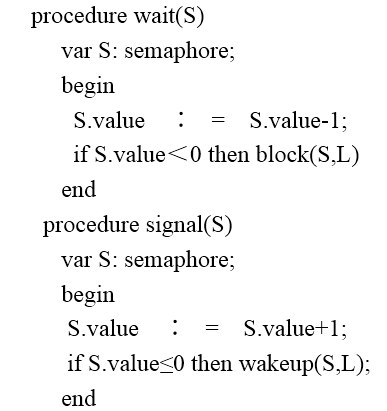 procedure wait(S)
var S: semaphore;
begin
S.value ： = S.value-1;
if S.value＜0 then block(S,L)
end
procedure signal(S)
var S: semaphore;
begin
S.value ： = S.value+1;
if S.value≤0 then wakeup(S,L);
end